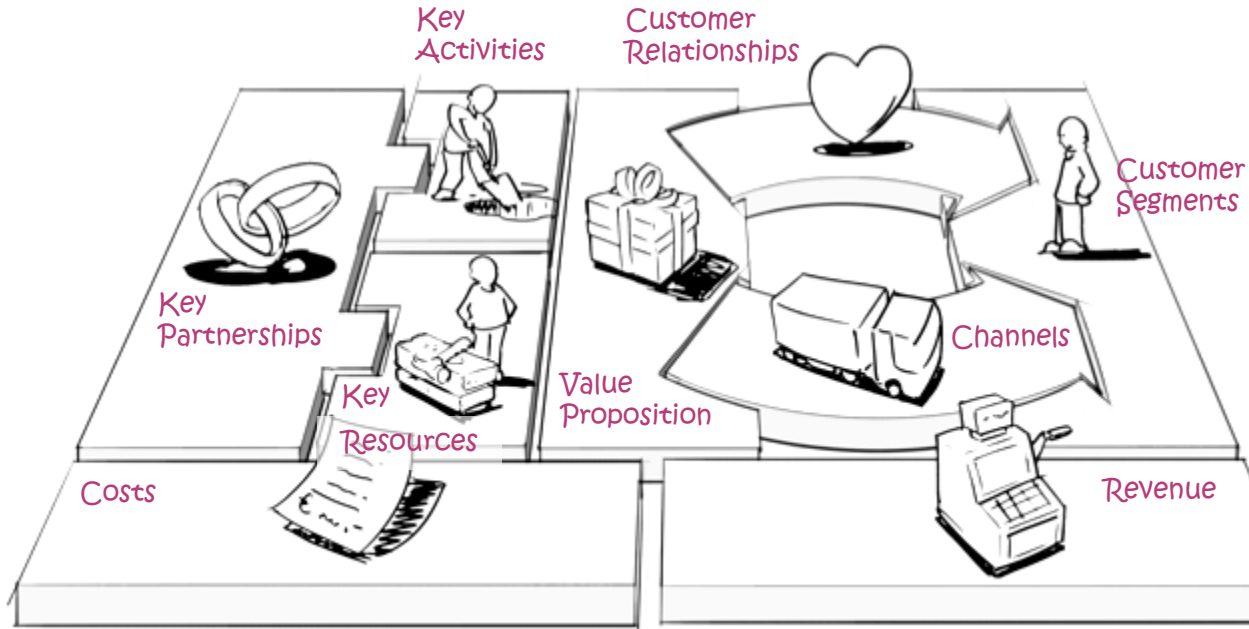 Key
Activities
Customer
Relationships
Customer
Segments
Key
Partnerships
Channels
Key
Resources
Value
Proposition
Costs
Revenue